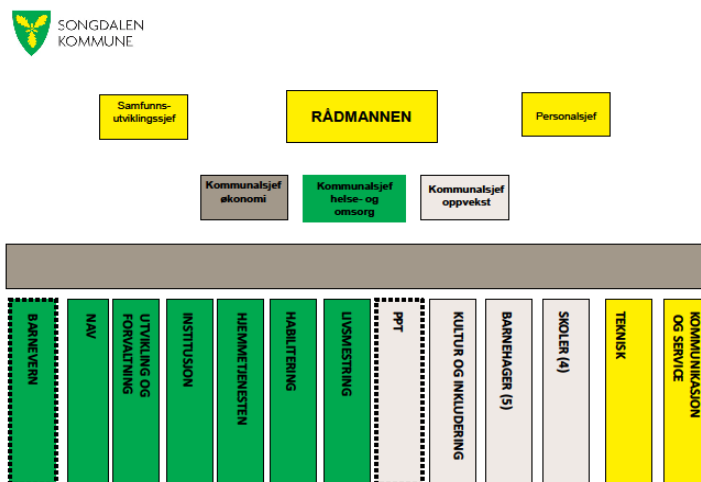 SONGDALEN
KOMMUNE
Samfunns-
utviklingssjef
RÅDMANNEN
Personalsjef
Kommunalsjef
økonomi
Kommunalsjef
helse- og
omsorg
Kommunalsjef
oppvekst
BARNEVERN
NAV
UTVIKLING OG
FORVALTNING
INSTITUSJON
HJEMMETJENESTEN
HABILITERING
LIVSMESTRING
PPT
KULTUR OG INKLUDERING
BARNEHAGER (5)
SKOLER (4)
TEKNISK
KOMMUNIKASJON
OG SERVICE